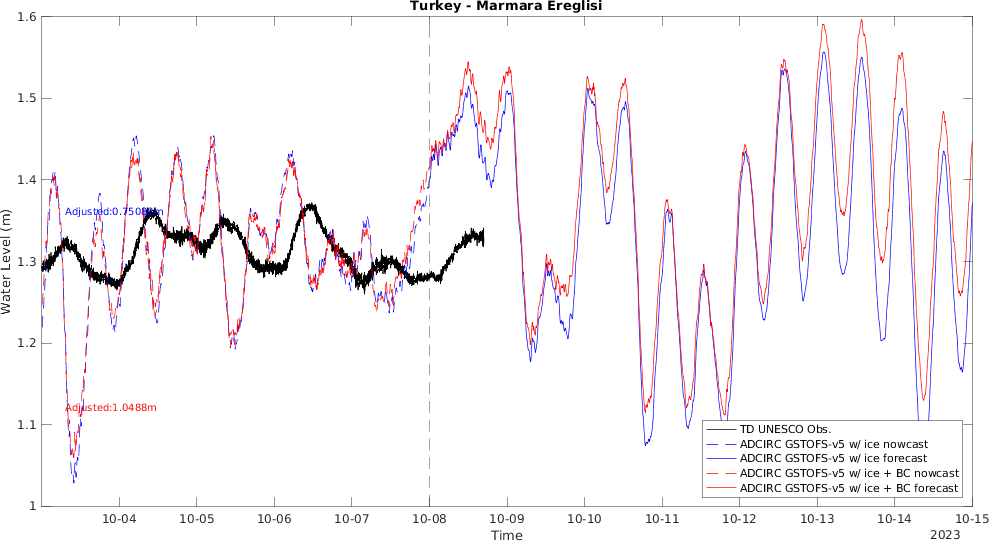 Turkey - Marmara Ereglisi
Water Level (m)
1.6
1.5
1.4
1.3
1.2
1.1
1
Adjusted:1.0488m
TD UNESCO Obs.
ADCIRC GSTOFS-v5 w/ ice nowcast
ADCIRC GSTOFS-v5 w/ ice forecast
ADCIRC GSTOFS-v5 w/ ice + BC nowcast
ADCIRC GSTOFS-v5 w/ ice + BC forecast
10-04 10-05 10-06 10-07 10-08 10-09 10-10 10-11 10-12 10-13 10-14 10-15
Time
2023